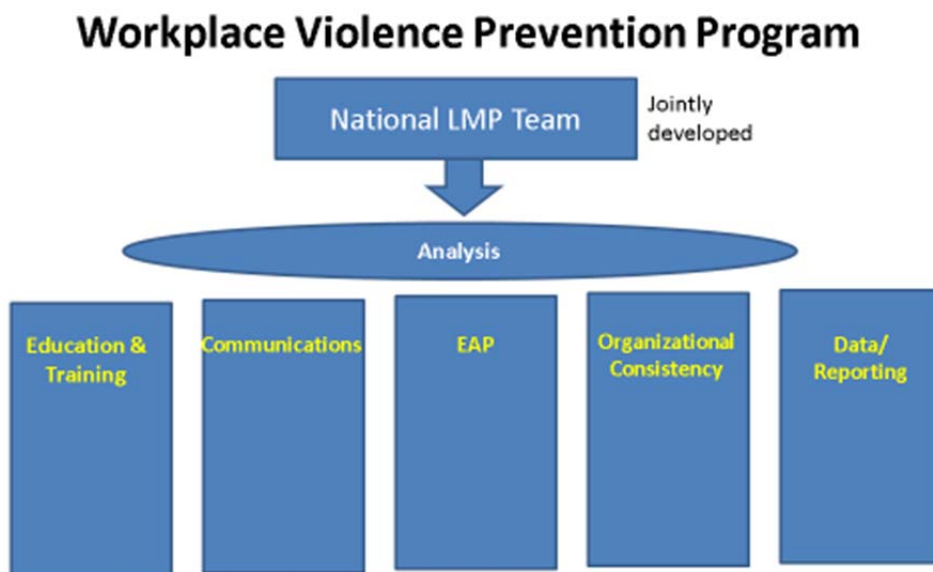 Workplace Violence Prevention Program
National LMP Team
Jointly
developed
Analysis
Education &
Training
Communications
EAP
Organizational
Consistency
Data/
Reporting